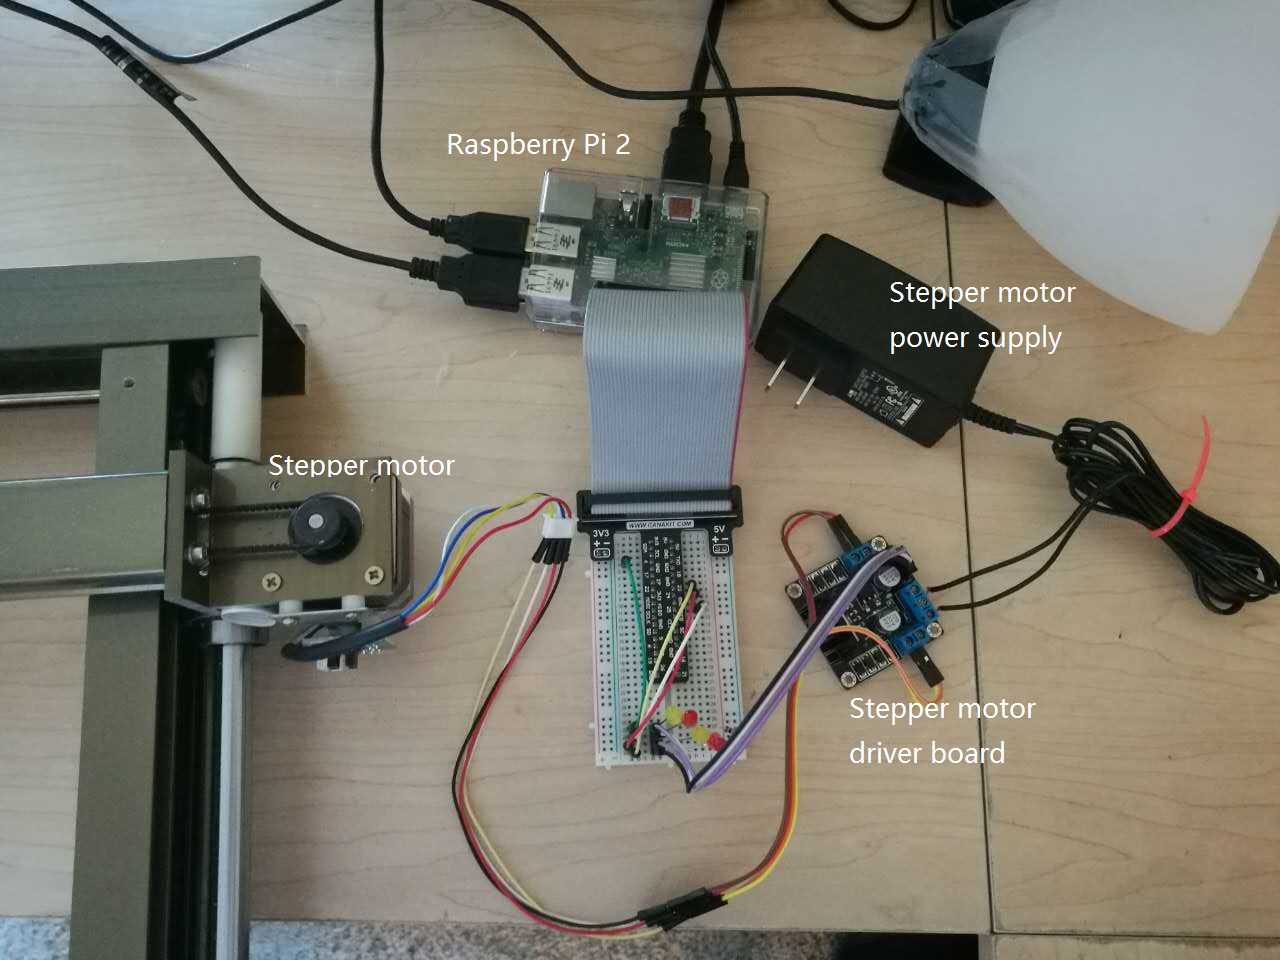 Raspberry Pi 2
Stepper motor
power supply
Stepper motor
WWW.CANAKIT.COM
3V3
5V
Stepper motor
driver board